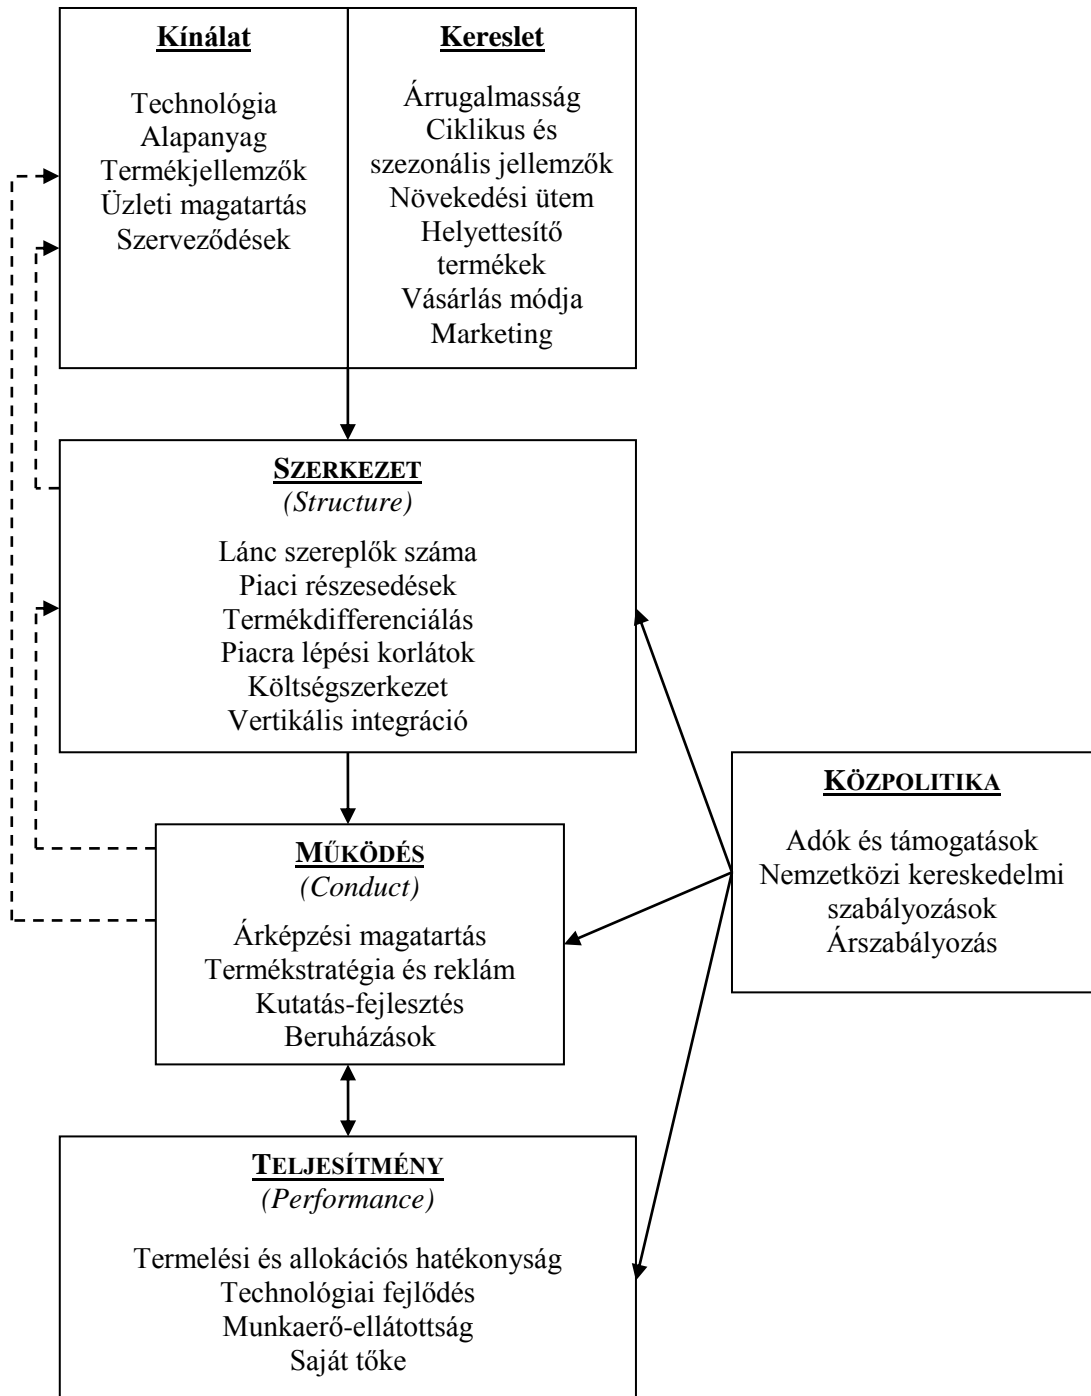 Kínálat
Technológia
Alapanyag
Termékjellemzők
Üzleti magatartás
Szerveződések
Kereslet
Árrugalmasság
Ciklikus és
szezonális jellemzők
Növekedési ütem
Helyettesítő
termékek
Vásárlás módja
Marketing
SZERKEZET
(Structure)
Lánc szereplők száma
Piaci részesedések
Termékdifferenciálás
Piacra lépési korlátok
Költségszerkezet
Vertikális integráció
MŰKÖDÉS
(Conduct)
Árképzési magatartás
Termékstratégia és reklám
Kutatás-fejlesztés
Beruházások
KÖZPOLITIKA
Adók és támogatások
Nemzetközi kereskedelmi
szabályozások
Árszabályozás
TELJESÍTMÉNY
(Performance)
Termelési és allokációs hatékonyság
Technológiai fejlődés
Munkaerő-ellátottság
Saját tőke